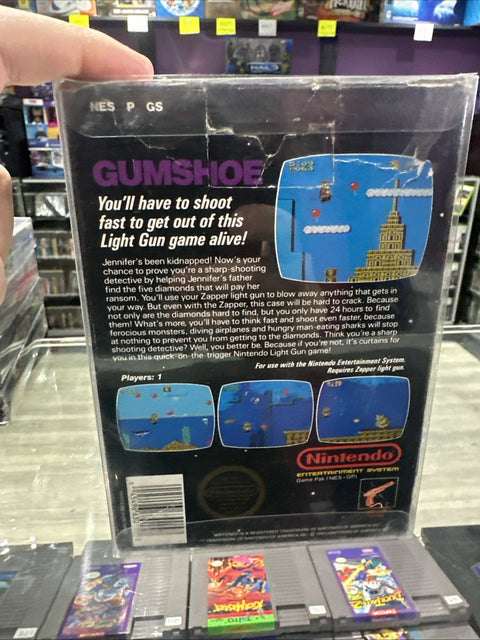 HALO
NES P GS
GUMSHOE
You'll have to shoot
fast to get out of this
Light Gun game alive!
Jennifer's been kidnapped! Now's your
chance to prove you're a sharp-shooting
detective by helping Jennifer's father
find the five diamonds that will pay her
ransom. You'll use your Zapper light gun to blow away anything that gets in
your way. But even with the Zapper, this case will be hard to crack. Because
not only are the diamonds hard to find, but you only have 24 hours to find
them! What's more, you'll have to think fast and shoot even faster, because
ferocious monsters, diving airplanes and hungry man-eating sharks will stop
at nothing to prevent you from getting to the diamonds. Think you're a sharp
shooting detective? Well, you better be. Because if you're not, it's curtains for
you in this quick-on-the-trigger Nintendo Light Gun game!
For use with the Nintendo Entertainment System.
Requires Zapper light gun.
Players: 1
Nintendo
ENTERTAINMENT SYSTEM
Game Pak (NES-GP)